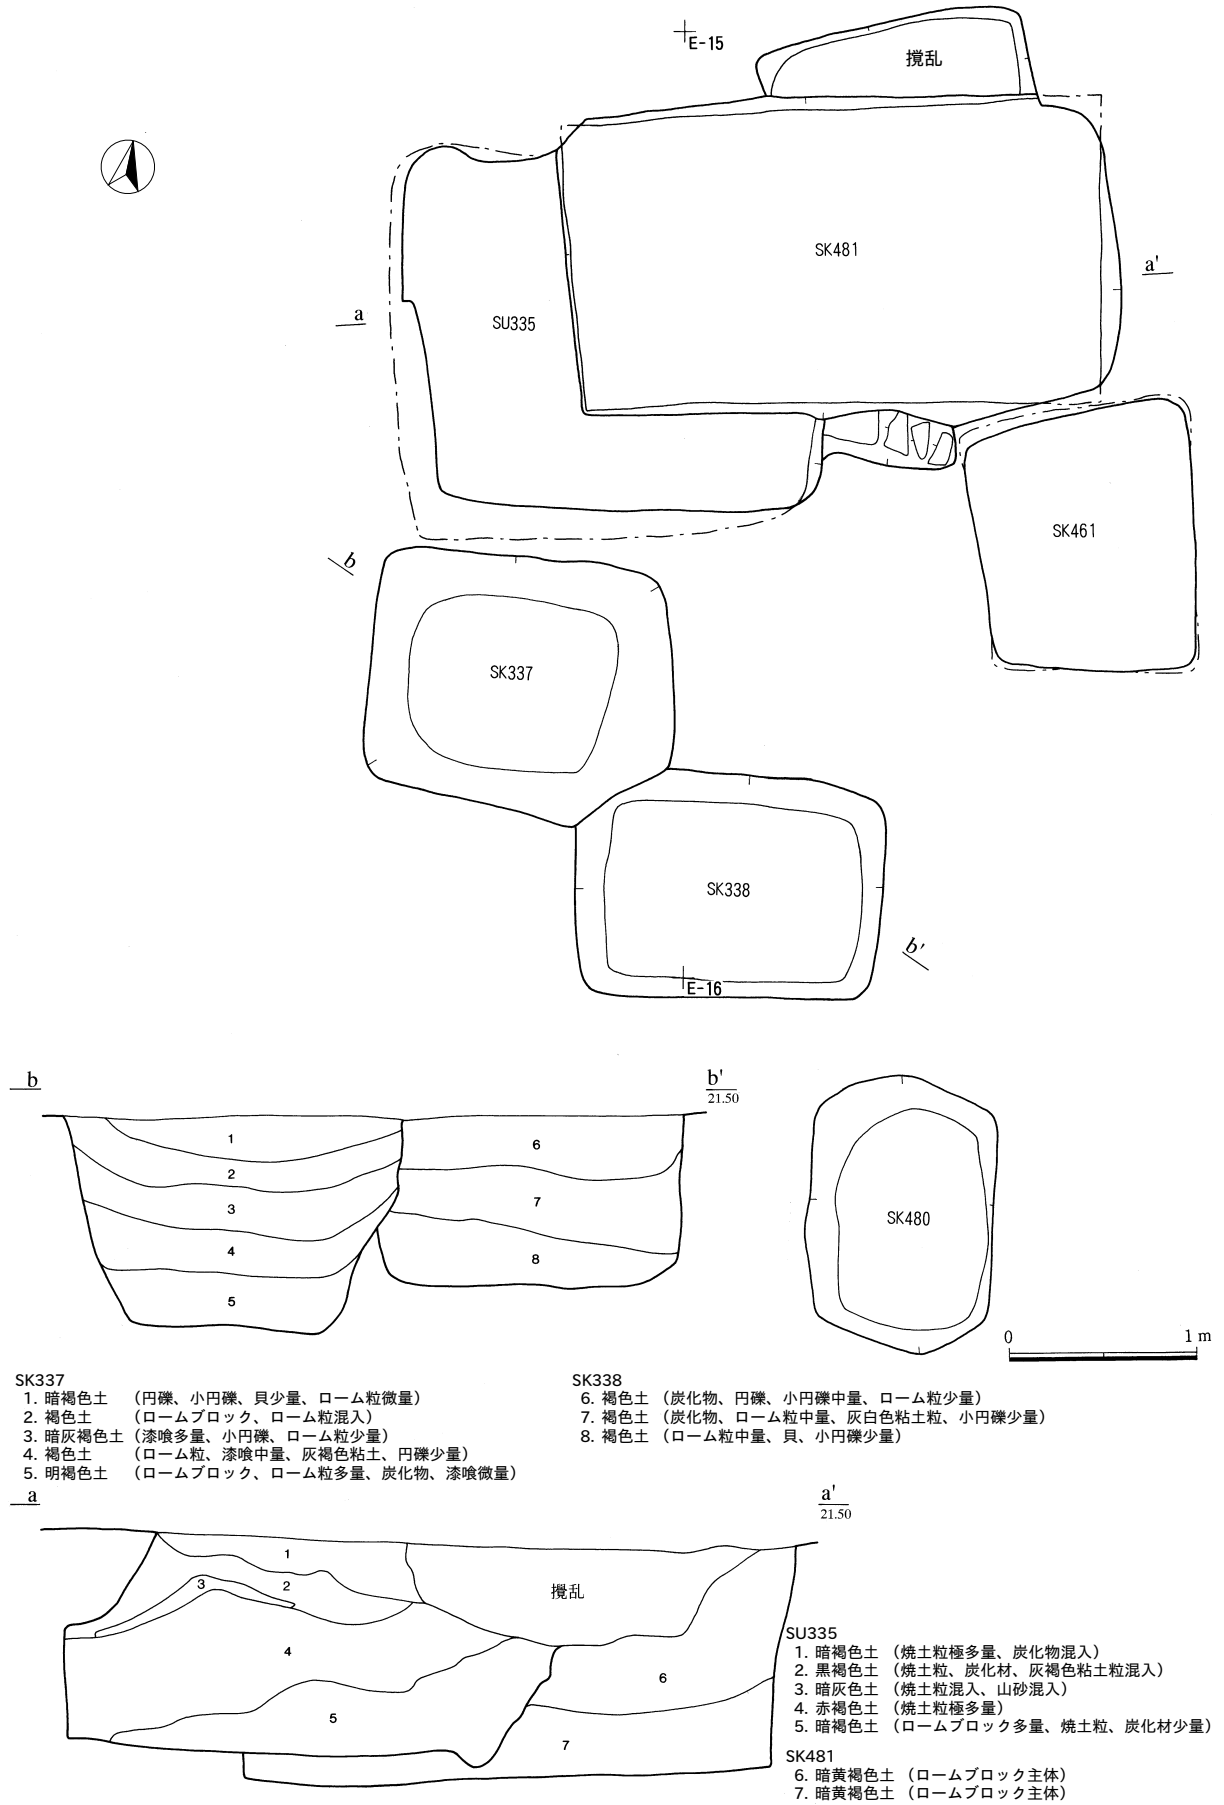 E-15
撹乱
SK481
a'
a
SU335
SK461
b
SK337
SK338
b'
E-16
b
b'
21.50
1
2
3
4
5
6
7
8
SK480
0 1 m
SK337
1. 暗褐色土 （円礫、小円礫、貝少量、ローム粒微量）
2. 褐色土 （ロームブロック、ローム粒混入）
3. 暗灰褐色土（漆喰多量、小円礫、ローム粒少量）
4. 褐色土 （ローム粒、漆喰中量、灰褐色粘土、円礫少量）
5. 明褐色土 （ロームブロック、ローム粒多量、炭化物、漆喰微量）
SK338
6. 褐色土 （炭化物、円礫、小円礫中量、ローム粒少量）
7. 褐色土 （炭化物、ローム粒中量、灰白色粘土粒、小円礫少量）
8. 褐色土 （ローム粒中量、貝、小円礫少量）
a
a'
21.50
1
2
3
4
5
攪乱
6
7
SU335
1. 暗褐色土 （焼土粒極多量、炭化物混入）
2. 黒褐色土 （焼土粒、炭化材、灰褐色粘土粒混入）
3. 暗灰色土 （焼土粒混入、山砂混入）
4. 赤褐色土 （焼土粒極多量）
5. 暗褐色土 （ロームブロック多量、焼土粒、炭化材少量）
SK481
6. 暗黄褐色土 （ロームブロック主体）
7. 暗黄褐色土 （ロームブロック主体）